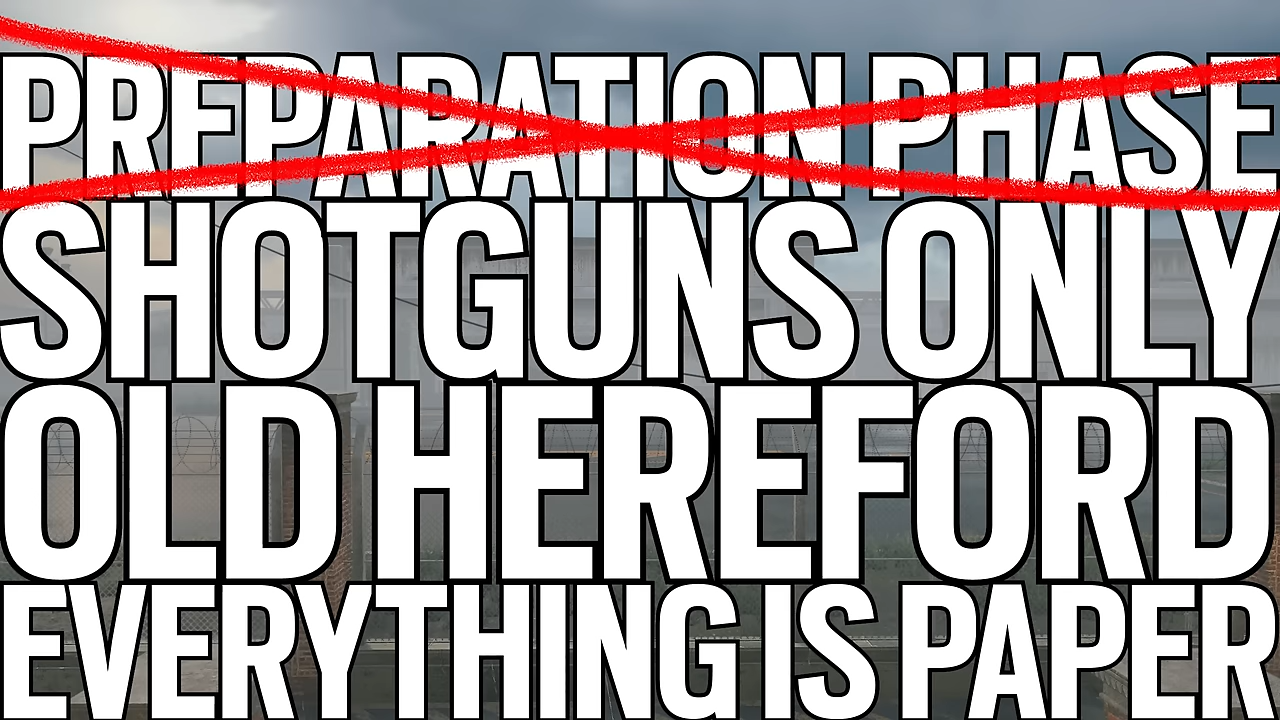 PREPARATION PHASE
SHOTGUNS ONLY
OLD HEREFORD
EVERYTHING IS PAPER